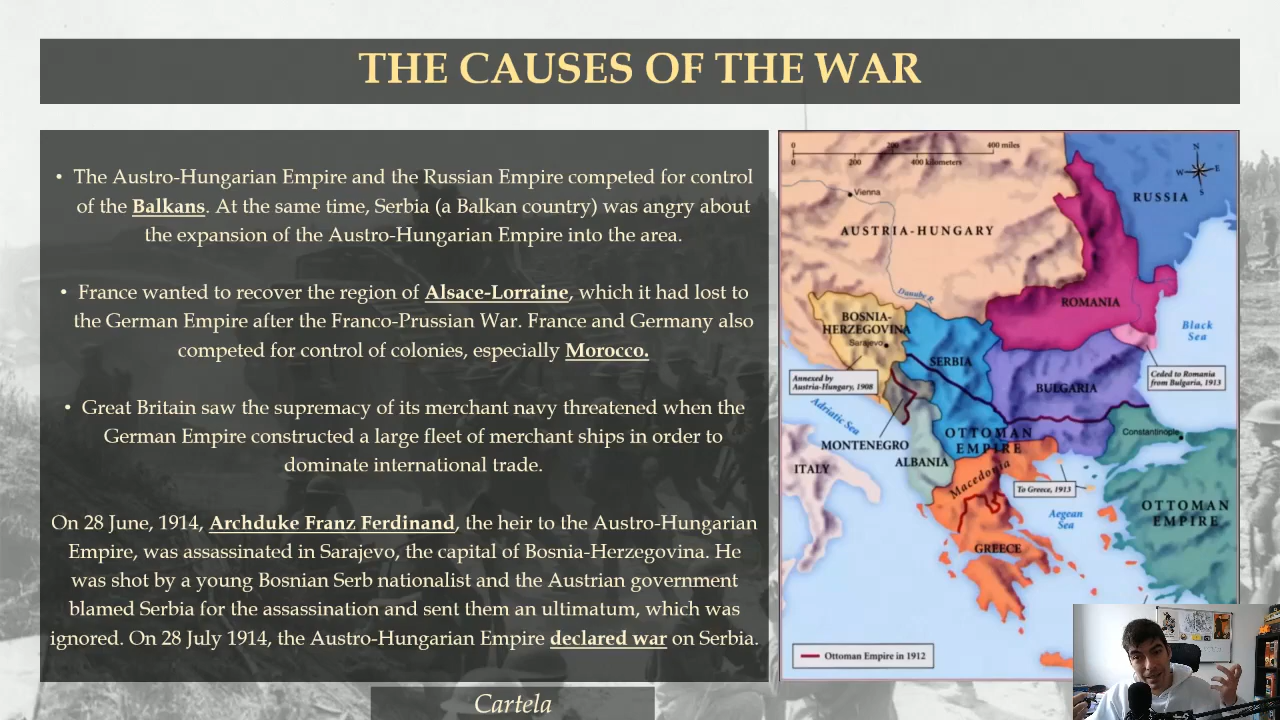 THE CAUSES OF THE WAR
• The Austro-Hungarian Empire and the Russian Empire competed for control
of the Balkans. At the same time, Serbia (a Balkan country) was angry about
the expansion of the Austro-Hungarian Empire into the area.
• France wanted to recover the region of Alsace-Lorraine, which it had lost to
the German Empire after the Franco-Prussian War. France and Germany also
competed for control of colonies, especially Morocco.
• Great Britain saw the supremacy of its merchant navy threatened when the
German Empire constructed a large fleet of merchant ships in order to
dominate international trade.
On 28 June, 1914, Archduke Franz Ferdinand, the heir to the Austro-Hungarian
Empire, was assassinated in Sarajevo, the capital of Bosnia-Herzegovina. He
was shot by a young Bosnian Serb nationalist and the Austrian government
blamed Serbia for the assassination and sent them an ultimatum, which was
ignored. On 28 July 1914, the Austro-Hungarian Empire declared war on Serbia.
Cartela
0 200 400 miles
0 200 400 kilometers
N
W E
S
Vienna
RUSSIA
AUSTRIA-HUNGARY
Danube R
ROMANIA
BOSNIA-
HERZEGOVINA
Sarajevo
Black
Sea
SERBIA
Annexed by
Austria-Hungary, 1908
Ceded to Romania
from Bulgaria, 1913
BULGARIA
Adriatic Sea
MONTENEGRO
OTTOMAN
EMPIRE
Constantinople
ITALY
ALBANIA
Macedonia
To Greece, 1913
Aegean
Sea
OTTOMAN
EMPIRE
GREECE
Ottoman Empire in 1912